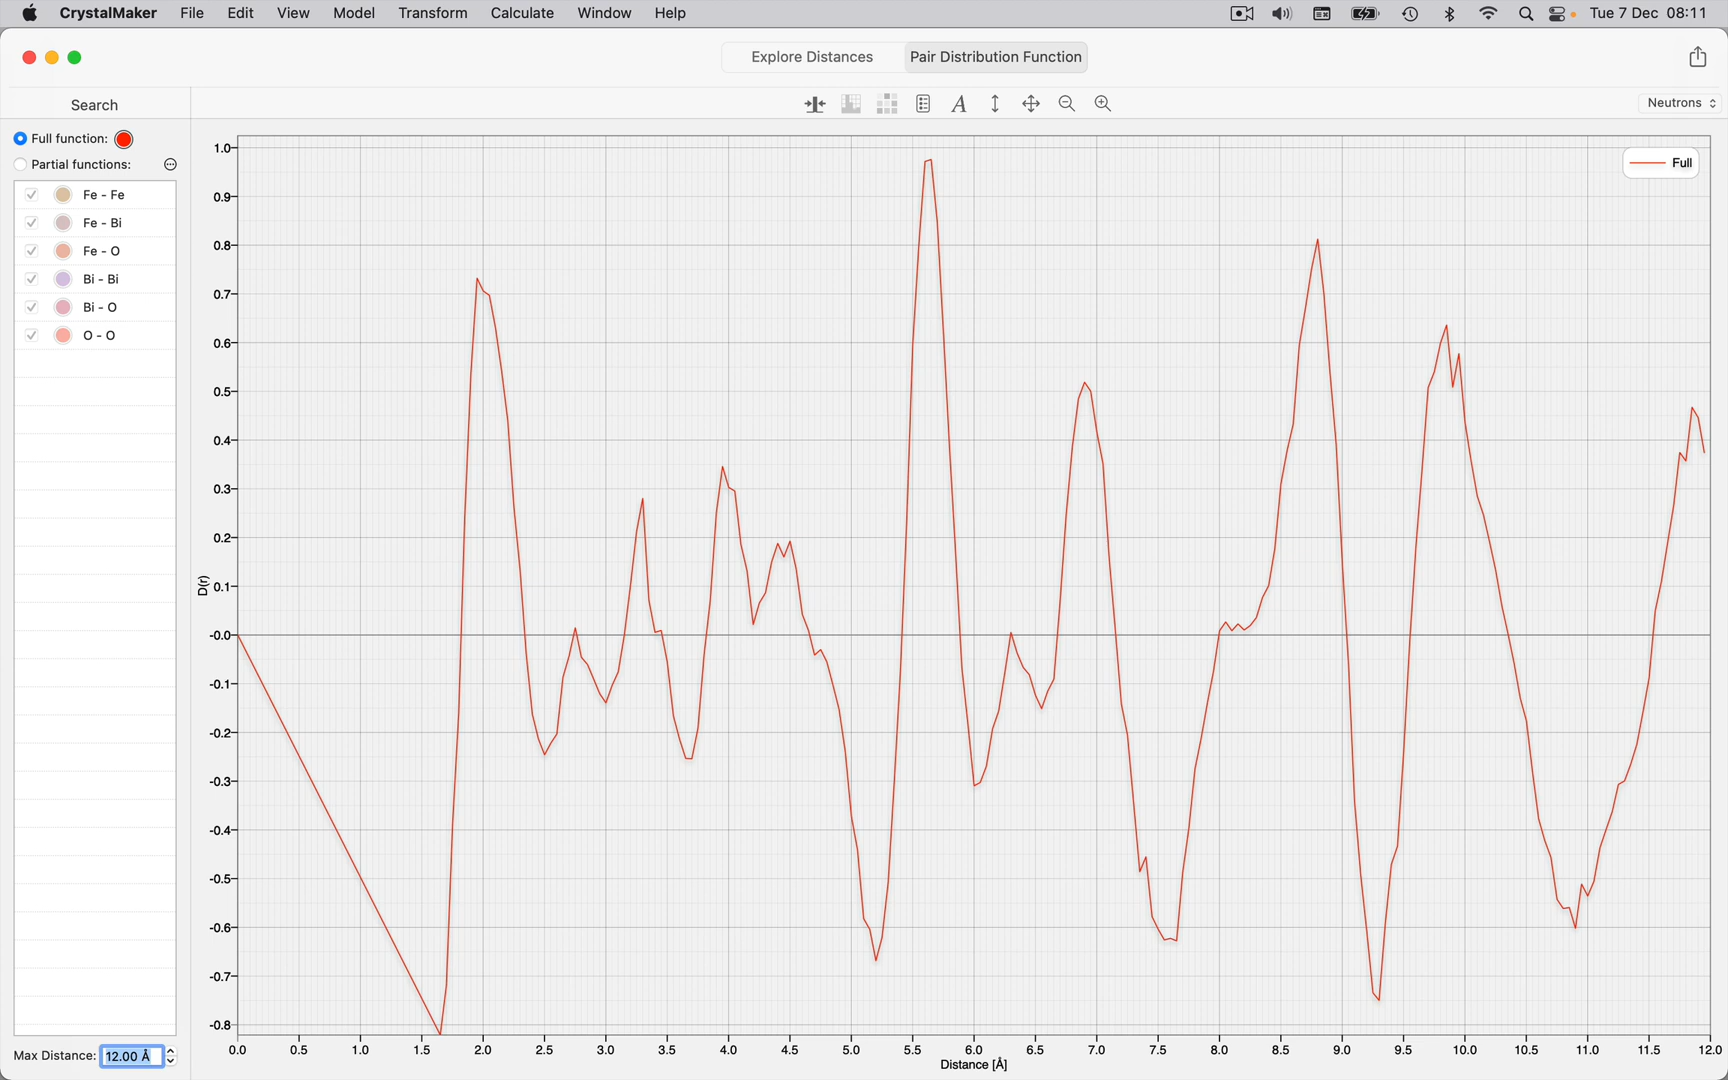 CrystalMaker File Edit View Model Transform Calculate Window Help Tue 7 Dec 08:11
Explore Distances Pair Distribution Function
Search
A
Neutrons
Full function:
Partial functions:
Fe - Fe
Fe - Bi
Fe - O
Bi - Bi
Bi - O
O - O
Max Distance: 12.00 Å
Full
1.0
0.9
0.8
0.7
0.6
0.5
0.4
0.3
0.2
0.1
-0.0
-0.1
-0.2
-0.3
-0.4
-0.5
-0.6
-0.7
-0.8
D(r)
0.0 0.5 1.0 1.5 2.0 2.5 3.0 3.5 4.0 4.5 5.0 5.5 6.0 6.5 7.0 7.5 8.0 8.5 9.0 9.5 10.0 10.5 11.0 11.5 12.0
Distance [Å]